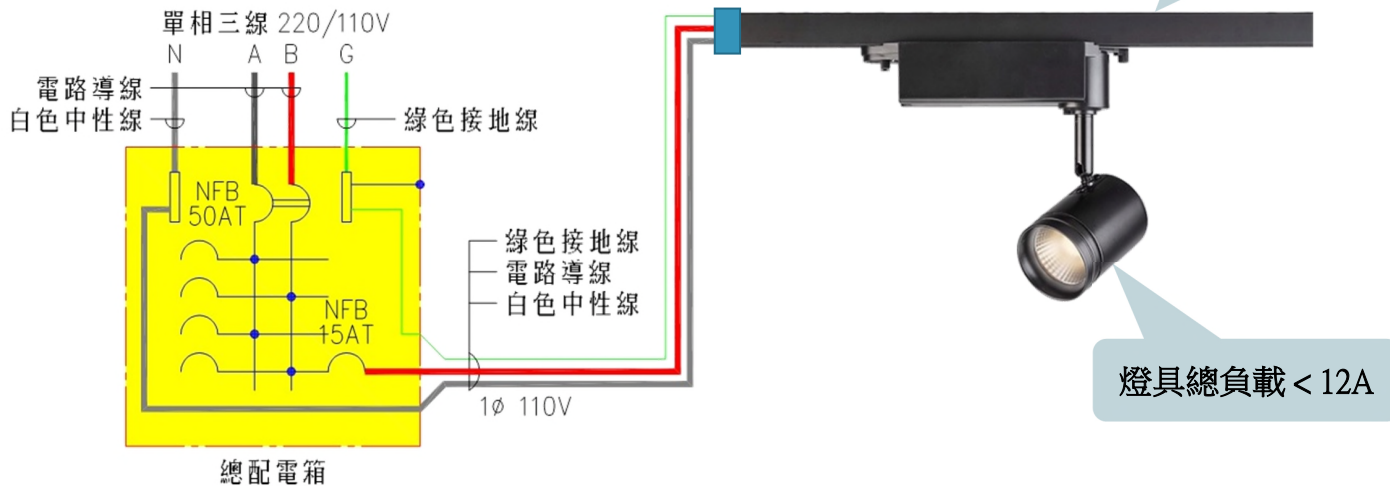 單相三線 220/110V
N A B G
電路導線
白色中性線
綠色接地線
NFB
50AT
綠色接地線
電路導線
白色中性線
NFB
15AT
1ø 110V
燈具總負載 < 12A
總配電箱